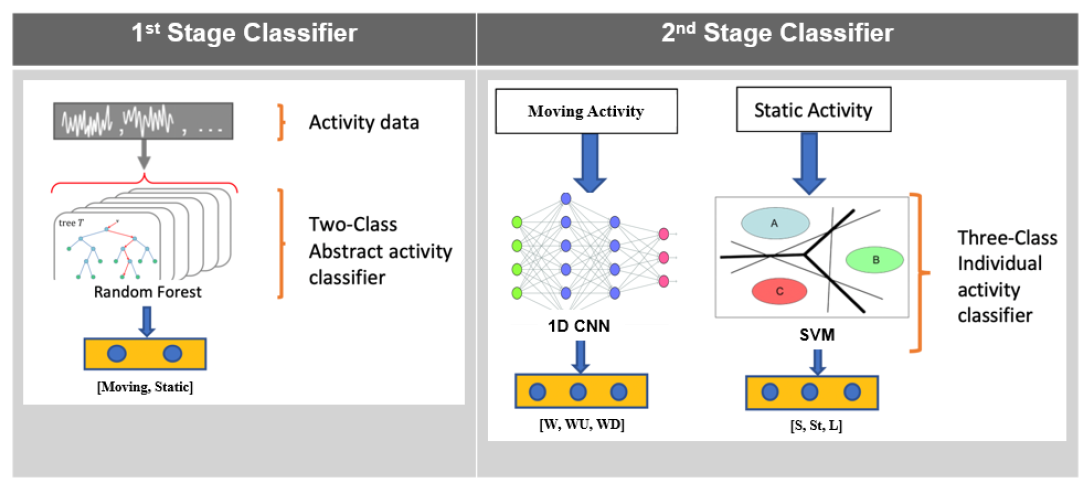 1st Stage Classifier
2nd Stage Classifier
, , ...
Activity data
tree T
Random Forest
Two-Class
Abstract activity
classifier
[Moving, Static]
Moving Activity
1D CNN
[W, WU, WD]
Static Activity
A
B
C
SVM
[S, St, L]
Three-Class
Individual
activity
classifier